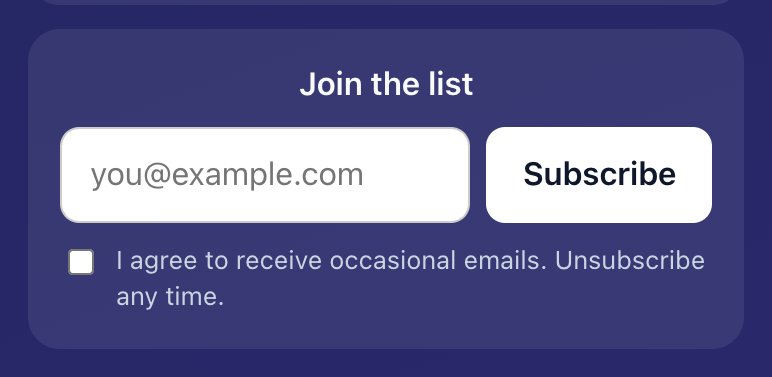 Join the list
you@example.com
Subscribe
I agree to receive occasional emails. Unsubscribe
any time.